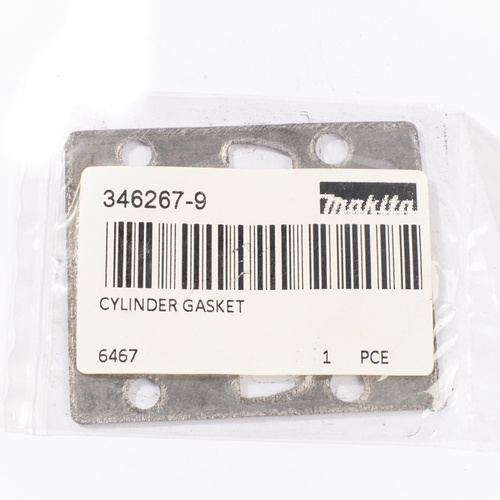 346267-9
makita
CYLINDER GASKET
6467 1 PCE